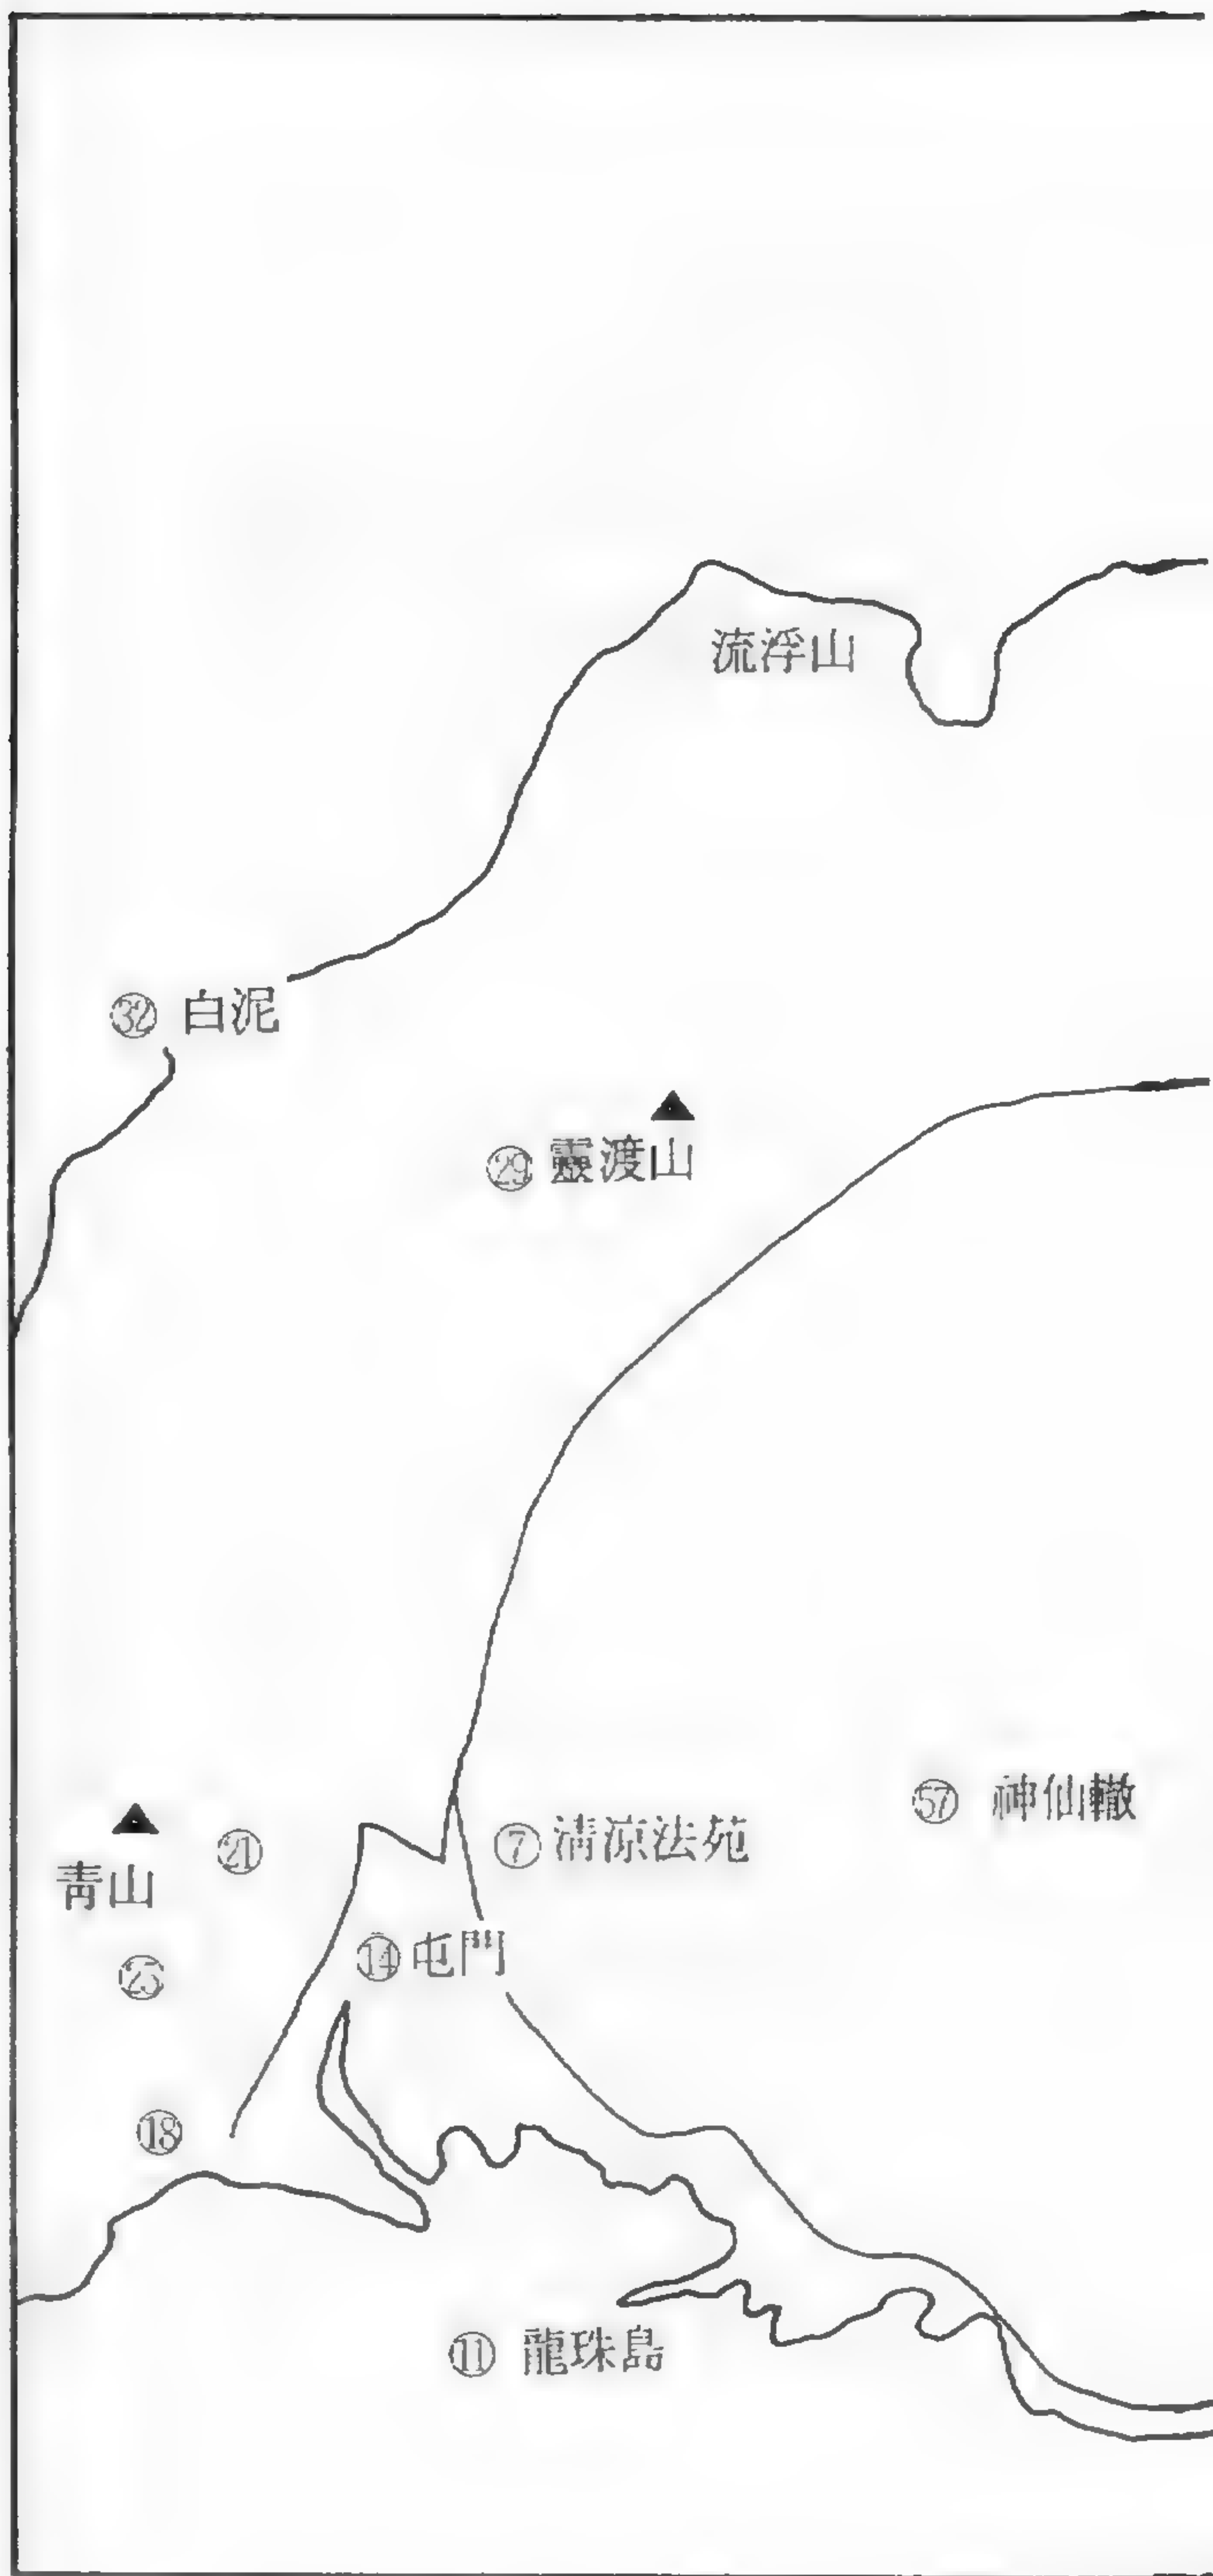 流浮山
㉜ 白泥
㉙ 靈渡山
57 神仙轍
⑦ 清涼法苑
㉑
青山
⑭ 屯門
㉕
⑱
⑪ 龍珠島